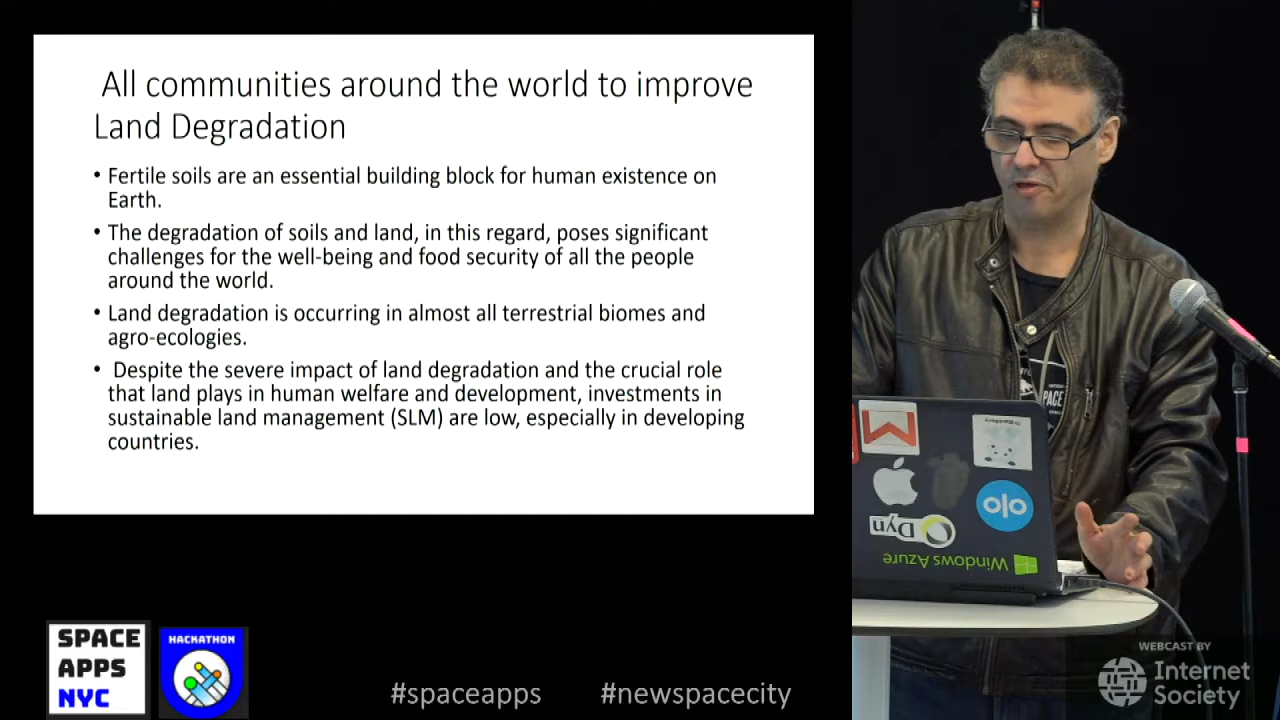 All communities around the world to improve
Land Degradation
• Fertile soils are an essential building block for human existence on
Earth.
• The degradation of soils and land, in this regard, poses significant
challenges for the well-being and food security of all the people
around the world.
• Land degradation is occurring in almost all terrestrial biomes and
agro-ecologies.
• Despite the severe impact of land degradation and the crucial role
that land plays in human welfare and development, investments in
sustainable land management (SLM) are low, especially in developing
countries.
PACE
olo
Dyn
Windows Azure
SPACE
APPS
NYC
HACKATHON
#spaceapps
#newspacecity
WEBCAST BY
Internet
Society